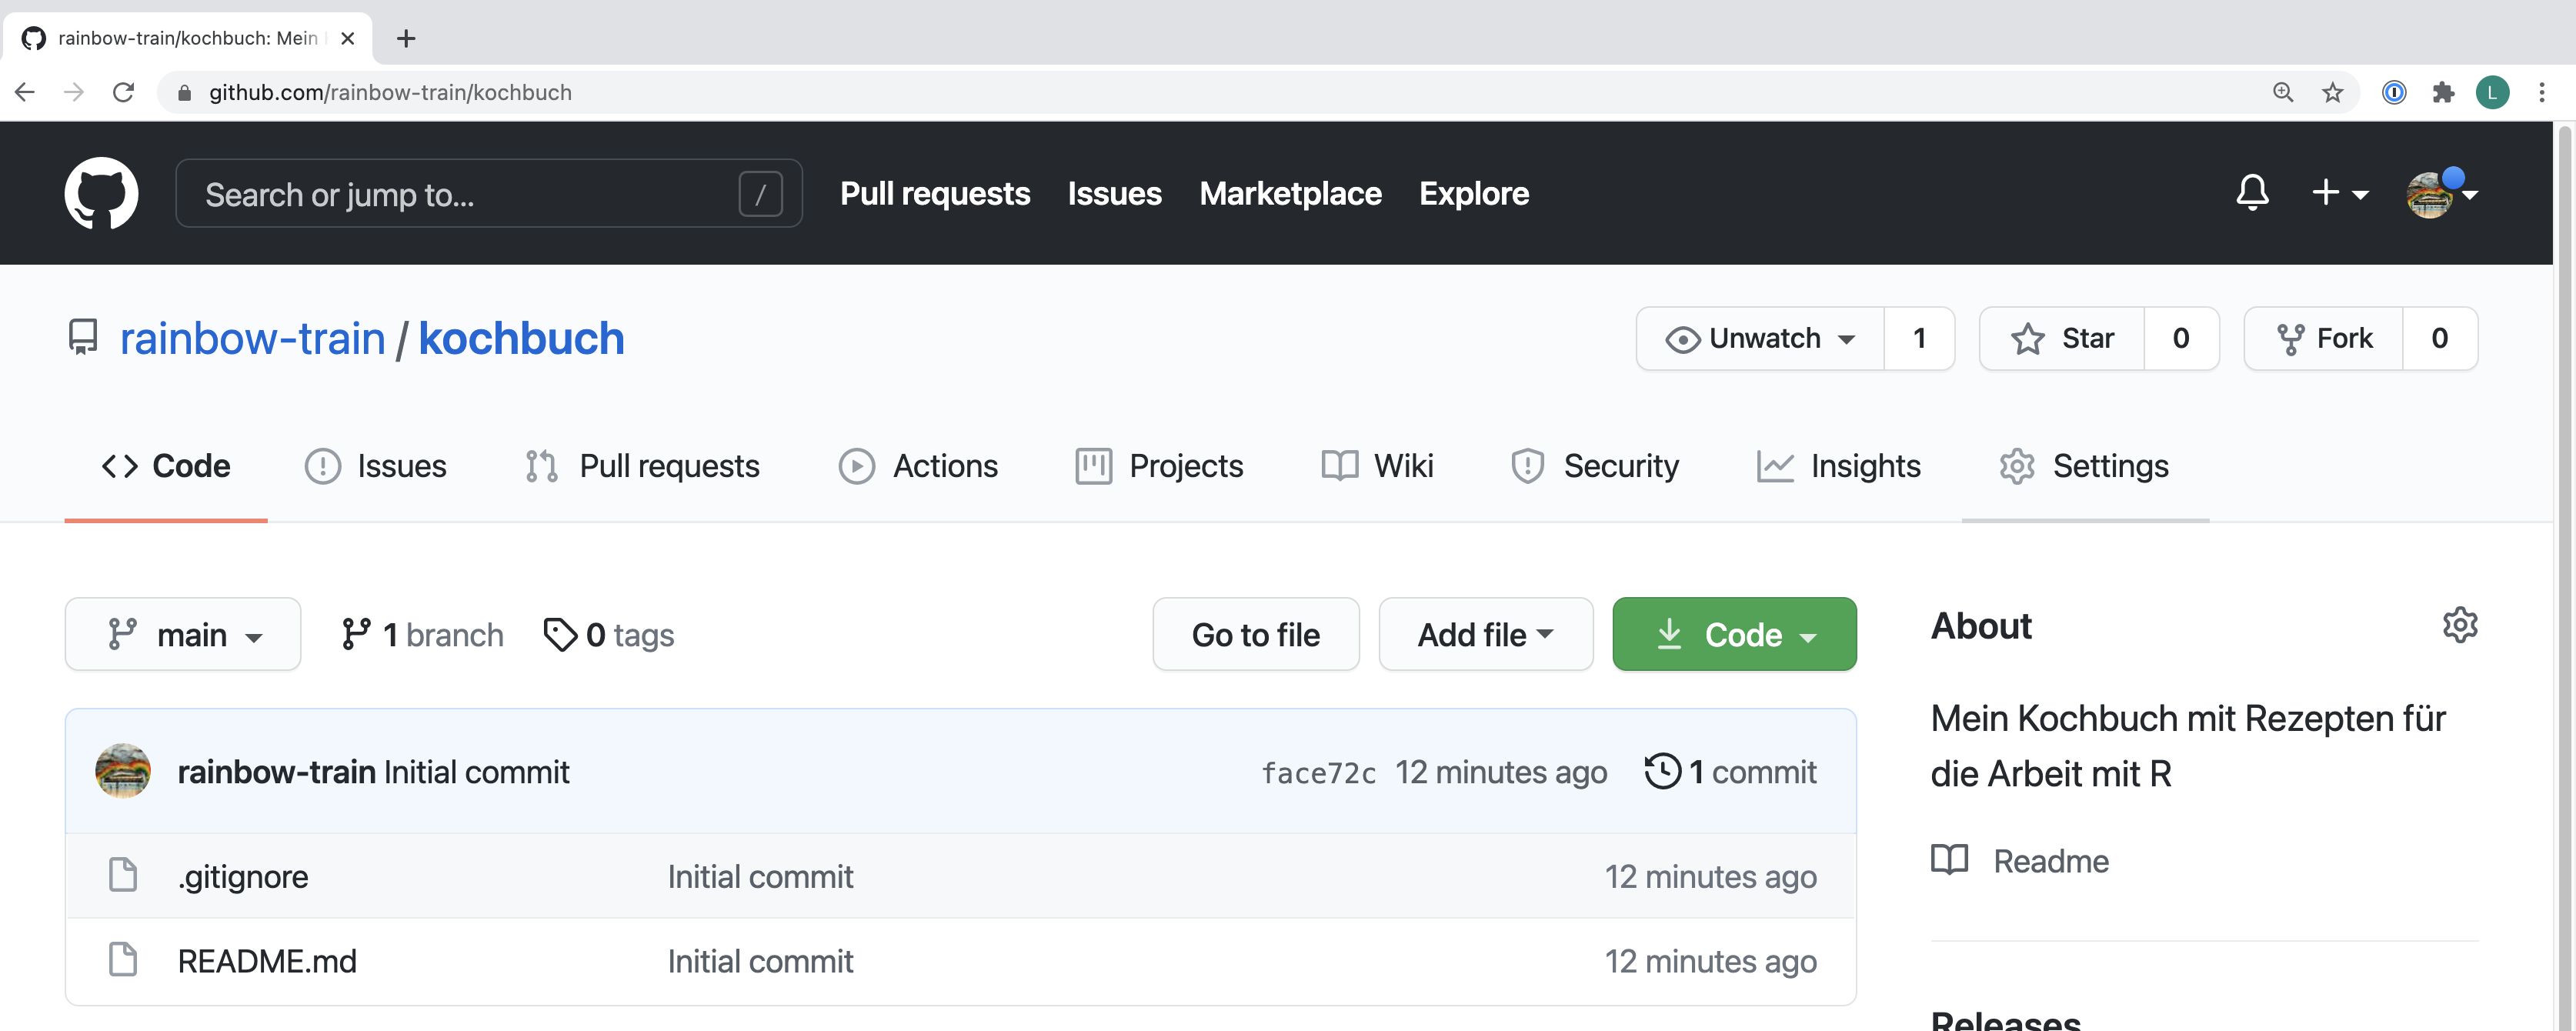 rainbow-train/kochbuch: Mein
github.com/rainbow-train/kochbuch
L
Search or jump to... /
Pull requests Issues Marketplace Explore
rainbow-train / kochbuch
Unwatch 1 Star 0 Fork 0
Code Issues Pull requests Actions Projects Wiki Security Insights Settings
main 1 branch 0 tags Go to file Add file Code
rainbow-train Initial commit face72c 12 minutes ago 1 commit
.gitignore Initial commit 12 minutes ago
README.md Initial commit 12 minutes ago
About
Mein Kochbuch mit Rezepten für
die Arbeit mit R
Readme
Releases